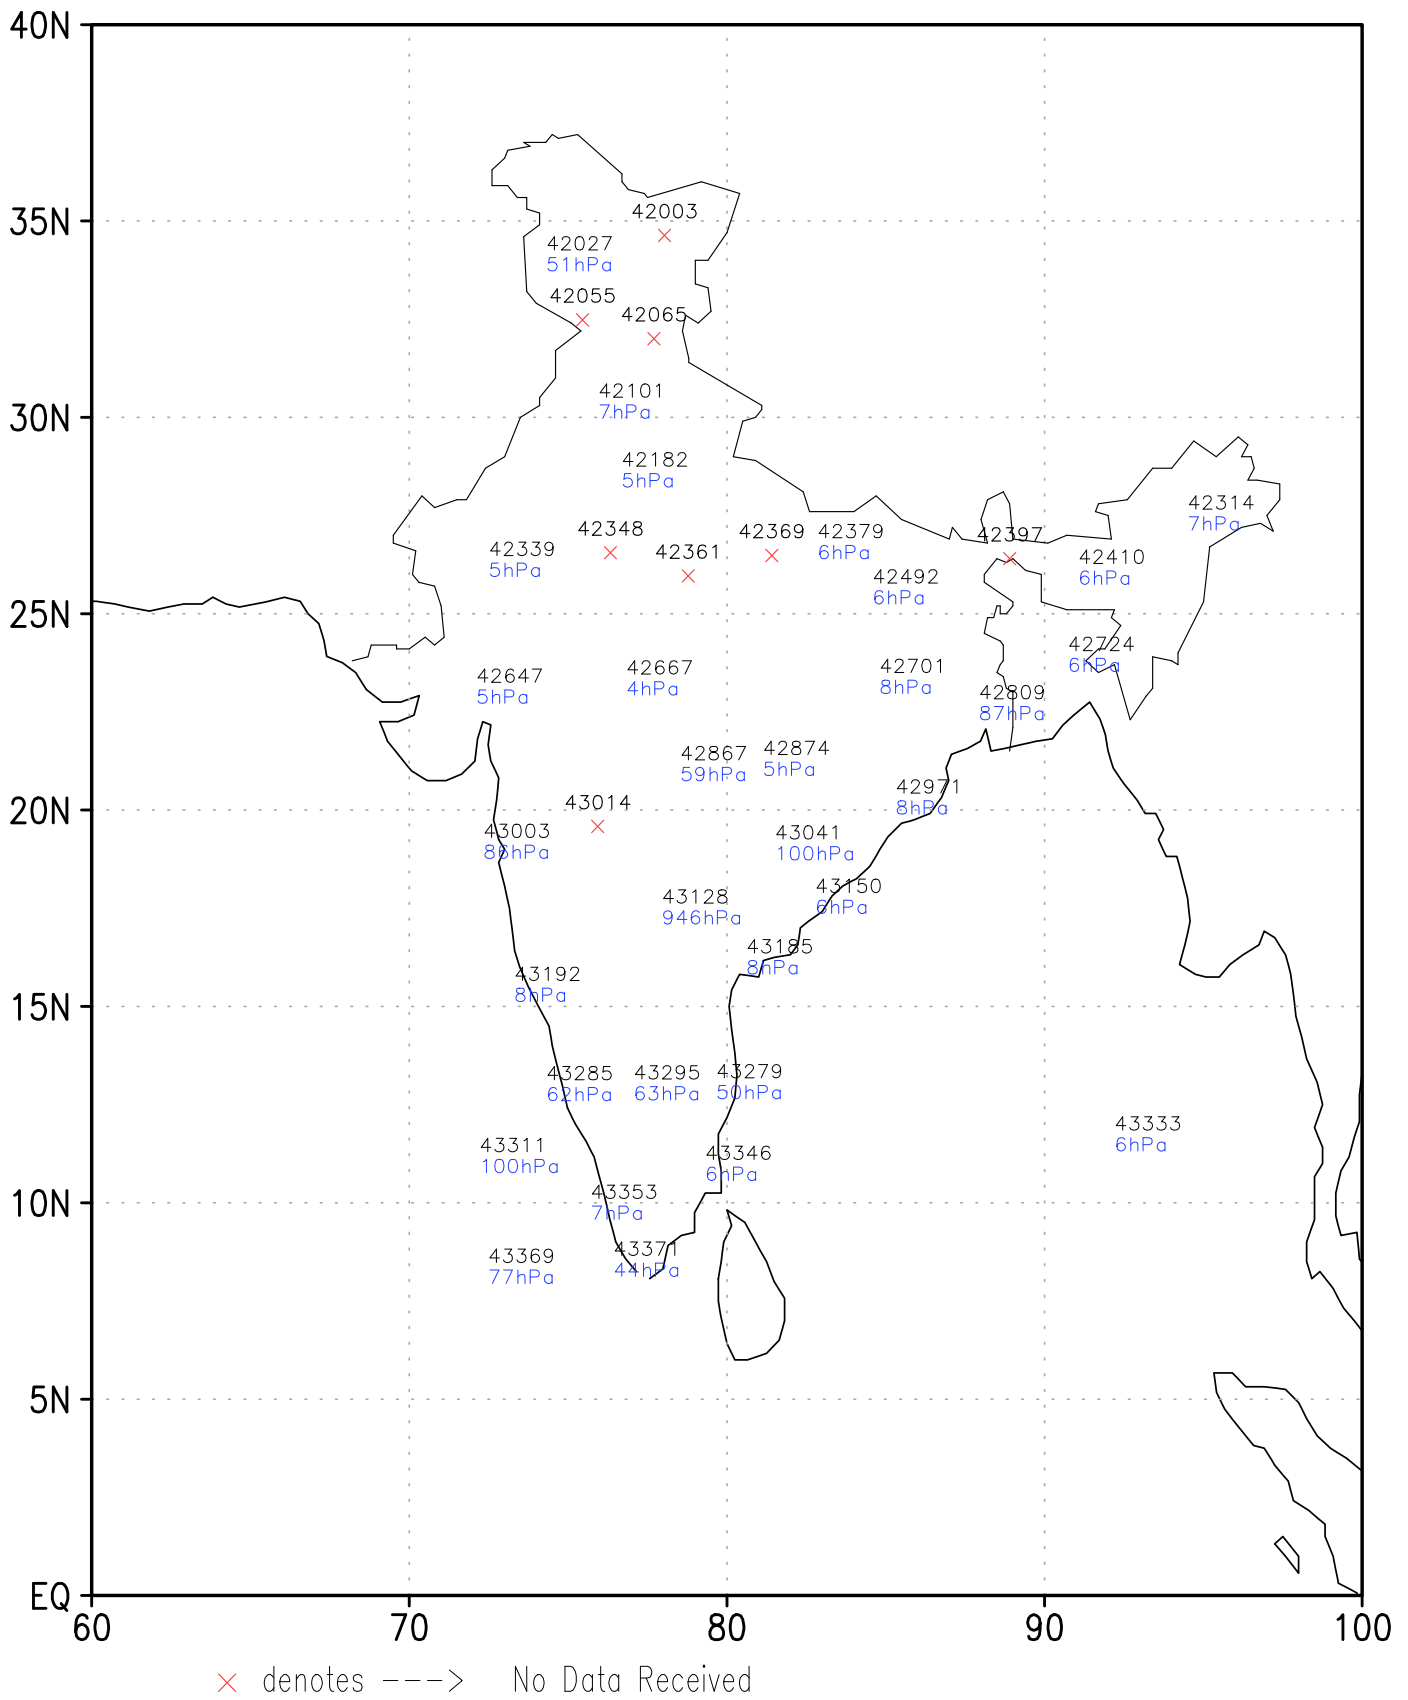 40N
35N
42003
42027
51hPa
42055
42065
30N
42101
7hPa
42182
5hPa
42314
7hPa
42348
42369
42379
6hPa
42397
42339
5hPa
42361
42410
6hPa
42492
6hPa
25N
42724
6hPa
42647
5hPa
42667
4hPa
42701
8hPa
42809
87hPa
42867
59hPa
42874
5hPa
42971
8hPa
20N
43014
43003
86hPa
43041
100hPa
43128
946hPa
43150
6hPa
43185
8hPa
43192
8hPa
15N
43285
62hPa
43295
63hPa
43279
50hPa
43333
6hPa
43311
100hPa
43346
6hPa
10N
43353
7hPa
43369
77hPa
43371
44hPa
5N
EQ
60 70 80 90 100
× denotes ---> No Data Received